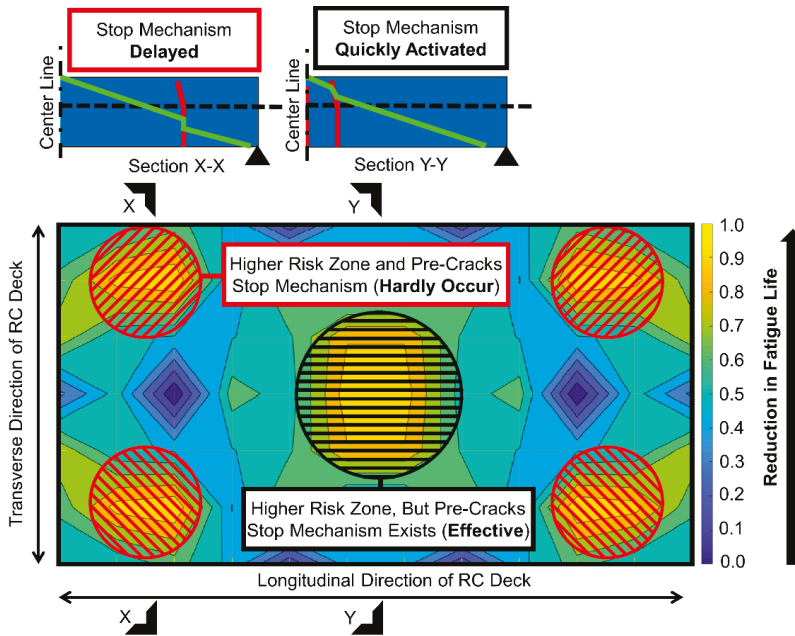 Stop Mechanism
Delayed
Stop Mechanism
Quickly Activated
Center Line
Section X-X
Center Line
Section Y-Y
X
Y
Transverse Direction of RC Deck
Higher Risk Zone and Pre-Cracks
Stop Mechanism (Hardly Occur)
Higher Risk Zone, But Pre-Cracks
Stop Mechanism Exists (Effective)
1.0
0.9
0.8
0.7
0.6
0.5
0.4
0.3
0.2
0.1
0.0
Reduction in Fatigue Life
Longitudinal Direction of RC Deck
X
Y